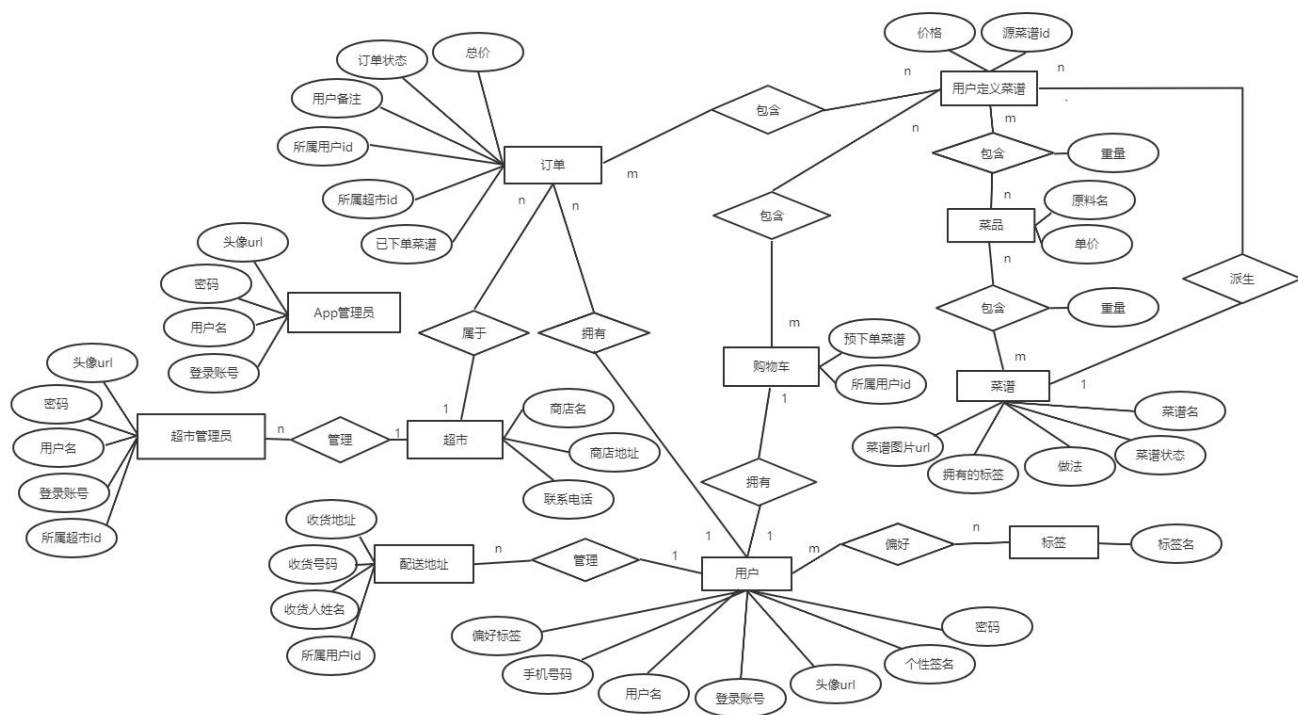 价格
源菜谱id
总价
订单状态
n
用户定义菜谱
n
用户备注
包含
n
m
所属用户id
订单
m
包含
重量
所属超市id
n
n
包含
n
菜品
原料名
已下单菜谱
单价
头像url
n
派生
密码
App管理员
包含
重量
用户名
属于
拥有
m
预下单菜谱
m
头像url
登录账号
购物车
所属用户id
菜谱
1
密码
1
1
商店名
菜谱名
用户名
超市管理员
n
管理
1
超市
商店地址
菜谱图片url
拥有的标签
做法
菜谱状态
登录账号
拥有
联系电话
所属超市id
收货地址
1
1
n
收货号码
配送地址
n
管理
1
用户
m
偏好
标签
标签名
收货人姓名
所属用户id
偏好标签
密码
手机号码
个性签名
用户名
登录账号
头像url